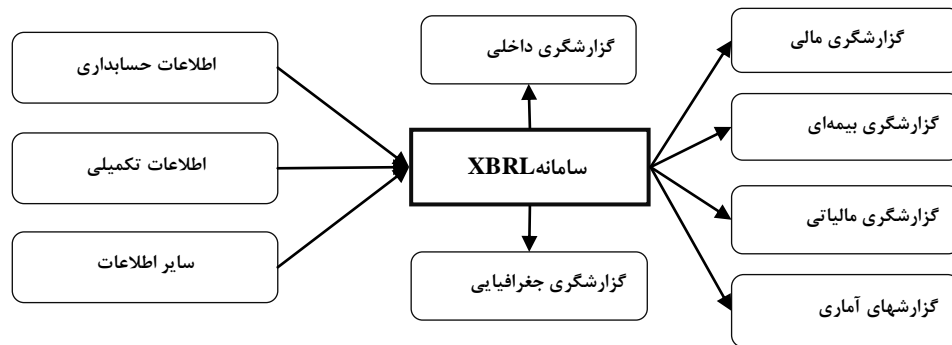 گزارشگری مالی
گزارشگری داخلی
اطلاعات حسابداری
گزارشگری بیمه‌ای
سامانهXBRL
اطلاعات تکمیلی
گزارشگری مالیاتی
سایر اطلاعات
گزارشگری جغرافیایی
گزارشهای آماری